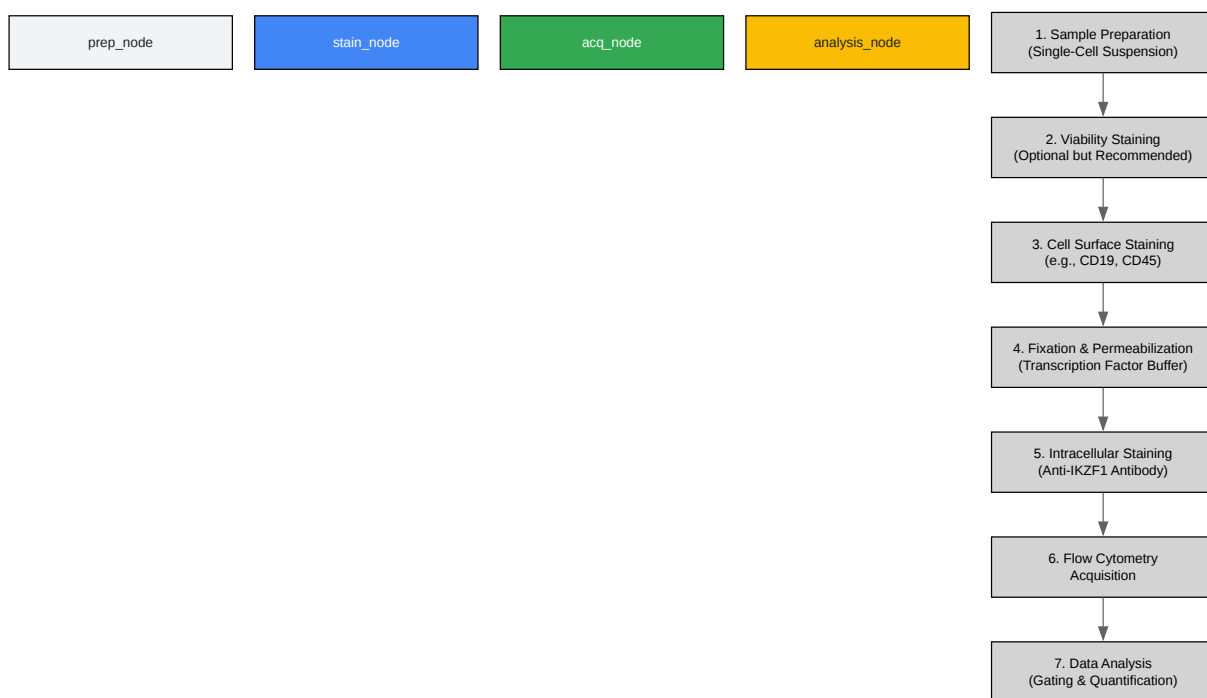 prep_node
stain_node
acq_node
analysis_node
1. Sample Preparation
(Single-Cell Suspension)
2. Viability Staining
(Optional but Recommended)
3. Cell Surface Staining
(e.g., CD19, CD45)
4. Fixation & Permeabilization
(Transcription Factor Buffer)
5. Intracellular Staining
(Anti-IKZF1 Antibody)
6. Flow Cytometry
Acquisition
7. Data Analysis
(Gating & Quantification)